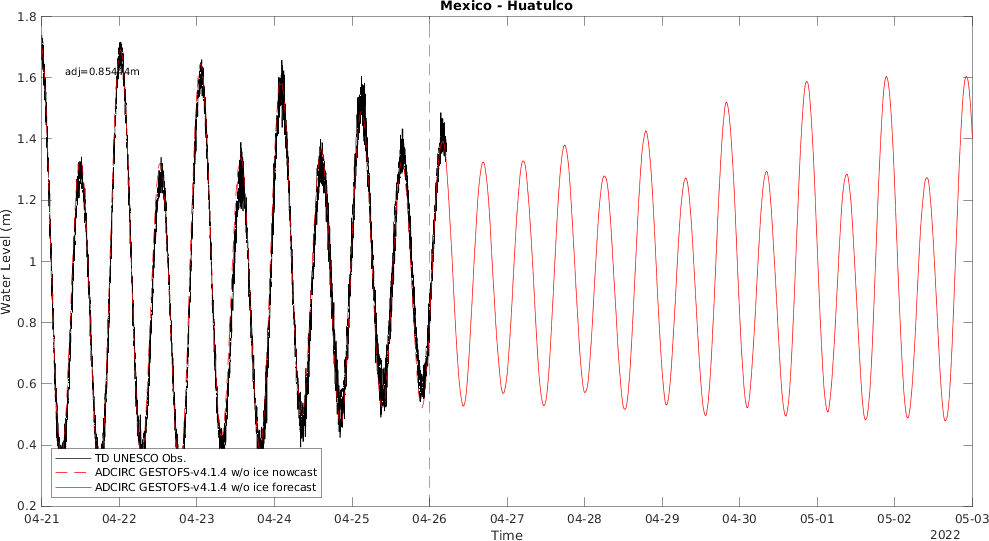 Mexico - Huatulco
adj=0.85444m
Water Level (m)
1.8
1.6
1.4
1.2
1
0.8
0.6
0.4
0.2
TD UNESCO Obs.
ADCIRC GESTOFS-v4.1.4 w/o ice nowcast
ADCIRC GESTOFS-v4.1.4 w/o ice forecast
04-21 04-22 04-23 04-24 04-25 04-26 04-27 04-28 04-29 04-30 05-01 05-02 05-03
Time
2022